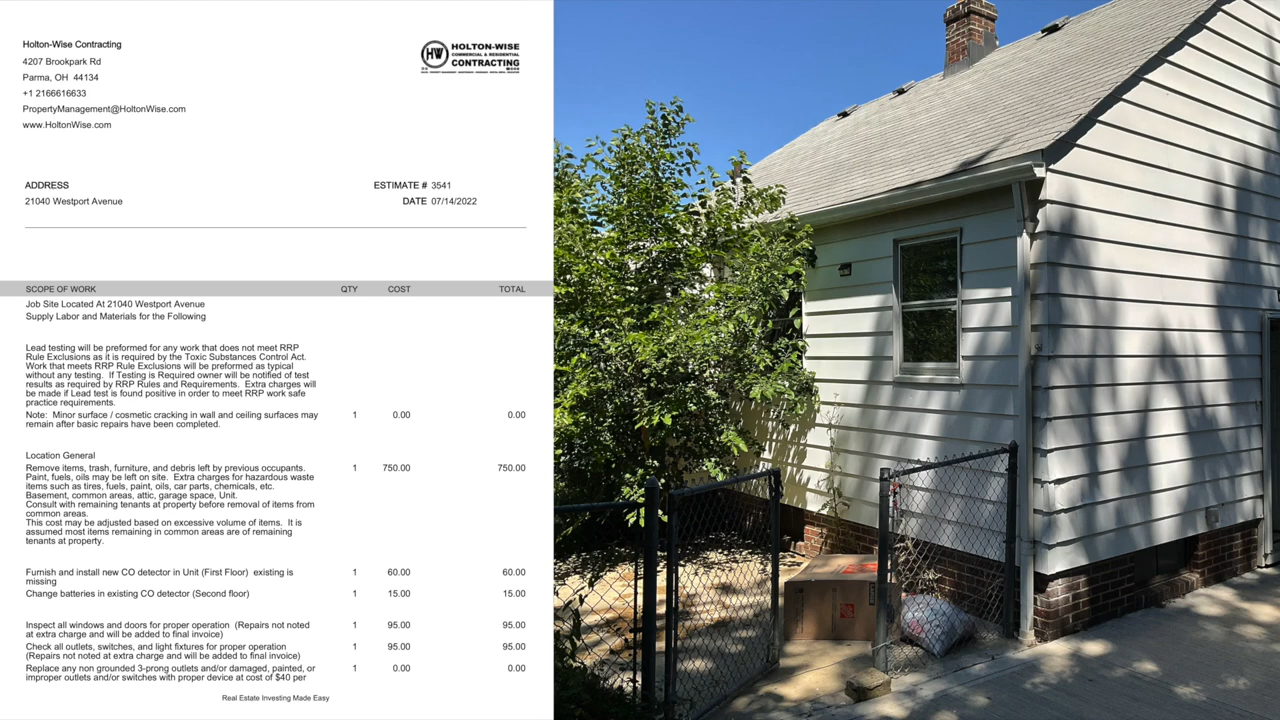 Holton-Wise Contracting
4207 Brookpark Rd
Parma, OH 44134
+1 2166616633
PropertyManagement@HoltonWise.com
www.HoltonWise.com
HW
HOLTON-WISE
COMMERCIAL & RESIDENTIAL
CONTRACTING
ADDRESS
21040 Westport Avenue
ESTIMATE # 3541
DATE 07/14/2022
SCOPE OF WORK QTY COST TOTAL
Job Site Located At 21040 Westport Avenue
Supply Labor and Materials for the Following
Lead testing will be preformed for any work that does not meet RRP
Rule Exclusions as it is required by the Toxic Substances Control Act.
Work that meets RRP Rule Exclusions will be preformed as typical
without any testing. If Testing is Required owner will be notified of test
results as required by RRP Rules and Requirements. Extra charges will
be made if Lead test is found positive in order to meet RRP work safe
practice requirements.
Note: Minor surface / cosmetic cracking in wall and ceiling surfaces may 1 0.00 0.00
remain after basic repairs have been completed.
Location General
Remove items, trash, furniture, and debris left by previous occupants. 1 750.00 750.00
Paint, fuels, oils may be left on site. Extra charges for hazardous waste
items such as tires, fuels, paint, oils, car parts, chemicals, etc.
Basement, common areas, attic, garage space, Unit.
Consult with remaining tenants at property before removal of items from
common areas.
This cost may be adjusted based on excessive volume of items. It is
assumed most items remaining in common areas are of remaining
tenants at property.
Furnish and install new CO detector in Unit (First Floor) existing is 1 60.00 60.00
missing
Change batteries in existing CO detector (Second floor) 1 15.00 15.00
Inspect all windows and doors for proper operation (Repairs not noted 1 95.00 95.00
at extra charge and will be added to final invoice)
Check all outlets, switches, and light fixtures for proper operation 1 95.00 95.00
(Repairs not noted at extra charge and will be added to final invoice)
Replace any non grounded 3-prong outlets and/or damaged, painted, or 1 0.00 0.00
improper outlets and/or switches with proper device at cost of $40 per
Real Estate Investing Made Easy